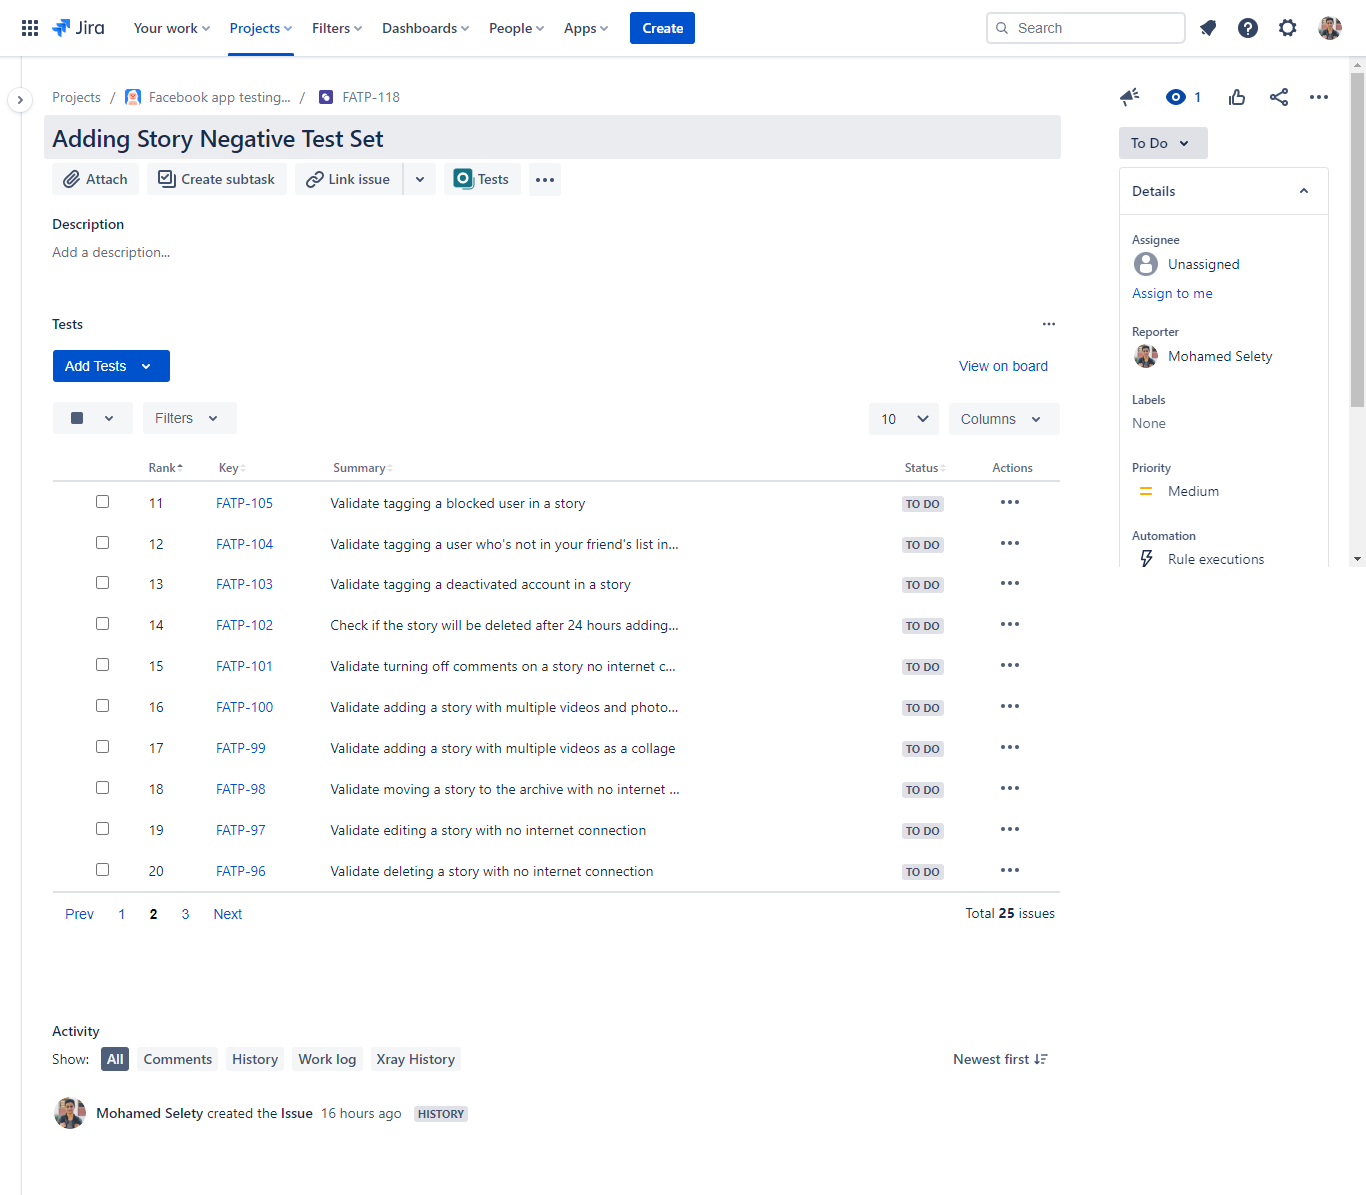 Jira Your work Projects Filters Dashboards People Apps Create Search
Projects / Facebook app testing... / FATP-118 1
Adding Story Negative Test Set
To Do
Attach Create subtask Link issue Tests
Details
Description
Add a description...
Assignee
Unassigned
Assign to me
Tests
Reporter
Mohamed Selety
Add Tests View on board
Labels
None
Filters 10 Columns
Rank Key Summary Status Actions
Priority
Medium
11 FATP-105 Validate tagging a blocked user in a story TO DO
12 FATP-104 Validate tagging a user who's not in your friend's list in... TO DO
Automation
Rule executions
13 FATP-103 Validate tagging a deactivated account in a story TO DO
14 FATP-102 Check if the story will be deleted after 24 hours adding... TO DO
15 FATP-101 Validate turning off comments on a story no internet c... TO DO
16 FATP-100 Validate adding a story with multiple videos and photo... TO DO
17 FATP-99 Validate adding a story with multiple videos as a collage TO DO
18 FATP-98 Validate moving a story to the archive with no internet ... TO DO
19 FATP-97 Validate editing a story with no internet connection TO DO
20 FATP-96 Validate deleting a story with no internet connection TO DO
Prev 1 2 3 Next Total 25 issues
Activity
Show: All Comments History Work log Xray History Newest first
Mohamed Selety created the Issue 16 hours ago HISTORY